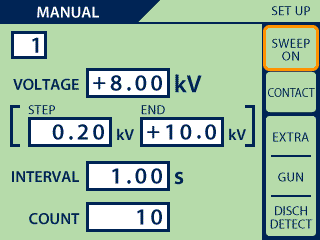 MANUAL
SET UP
1
SWEEP
ON
VOLTAGE +8.00 kV
CONTACT
STEP END
0.20 kV +10.0 kV
EXTRA
INTERVAL 1.00 s
GUN
COUNT 10
DISCH
DETECT